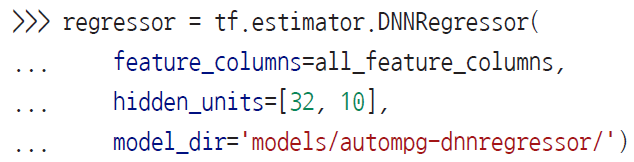 >>> regressor = tf.estimator.DNNRegressor(
...     feature_columns=all_feature_columns,
...     hidden_units=[32, 10],
...     model_dir='models/autompg-dnnregressor/')